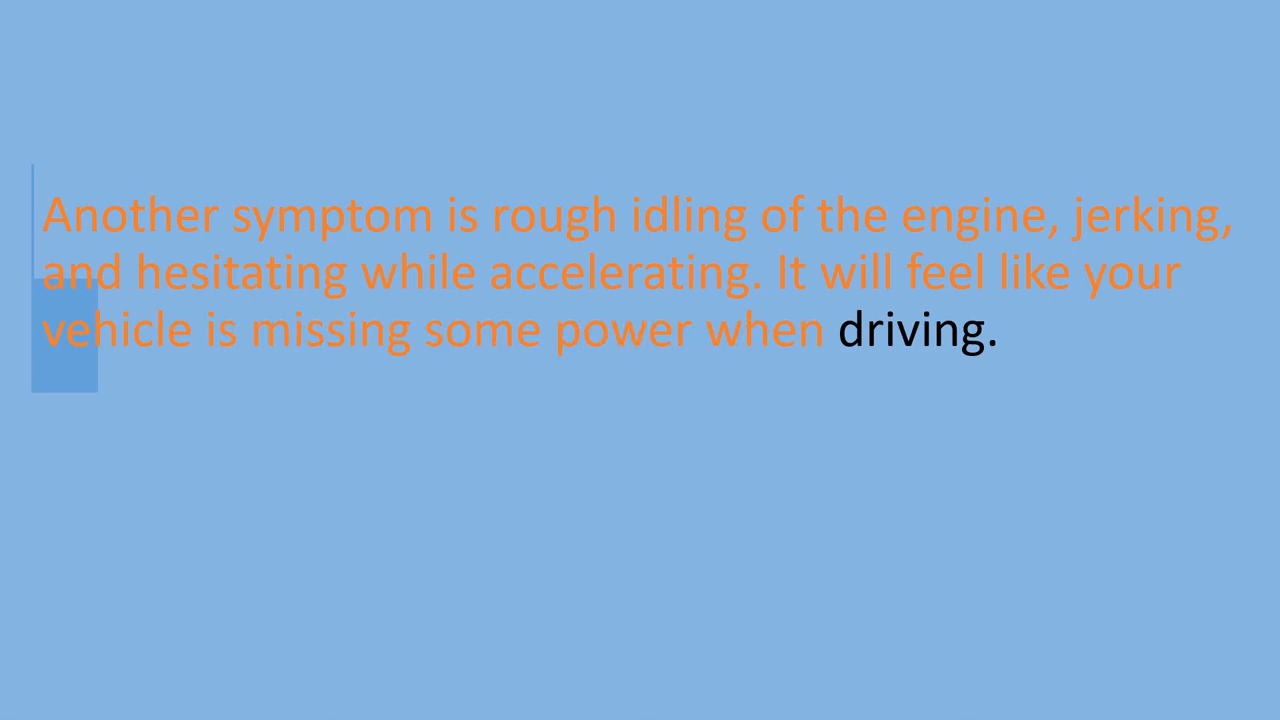 Another symptom is rough idling of the engine, jerking,
and hesitating while accelerating. It will feel like your
vehicle is missing some power when driving.